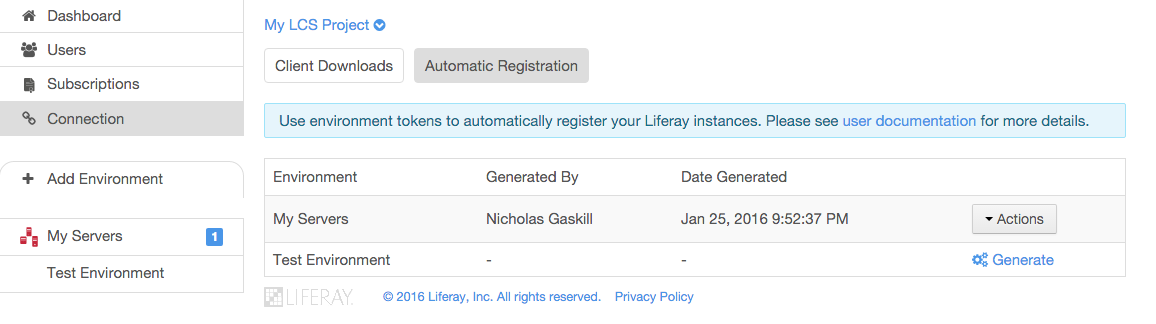 Dashboard
Users
Subscriptions
Connection
Add Environment
My Servers 1
Test Environment
My LCS Project
Client Downloads Automatic Registration
Use environment tokens to automatically register your Liferay instances. Please see user documentation for more details.
Environment Generated By Date Generated
My Servers Nicholas Gaskill Jan 25, 2016 9:52:37 PM Actions
Test Environment - - Generate
LIFERAY. © 2016 Liferay, Inc. All rights reserved. Privacy Policy